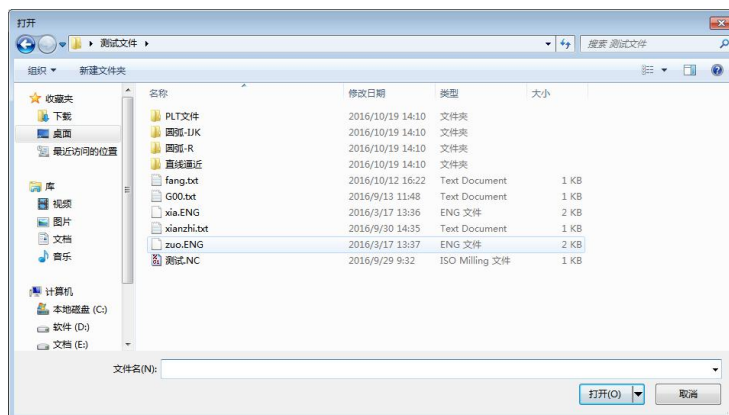 打开
测试文件
搜索 测试文件
组织 新建文件夹
名称 修改日期 类型 大小
收藏夹
下载
桌面
最近访问的位置
库
视频
图片
文档
音乐
计算机
本地磁盘 (C:)
软件 (D:)
文档 (E:)
PLT文件 2016/10/19 14:10 文件夹
圆弧-IJK 2016/10/19 14:10 文件夹
圆弧-R 2016/10/19 14:10 文件夹
直线逼近 2016/10/19 14:10 文件夹
fang.txt 2016/10/12 16:22 Text Document 1 KB
G00.txt 2016/9/13 11:48 Text Document 1 KB
xia.ENG 2016/3/17 13:36 ENG 文件 2 KB
xianzhi.txt 2016/9/30 14:35 Text Document 1 KB
zuo.ENG 2016/3/17 13:37 ENG 文件 2 KB
测试.NC 2016/9/29 9:32 ISO Milling 文件 1 KB
文件名(N):
打开(O) 取消